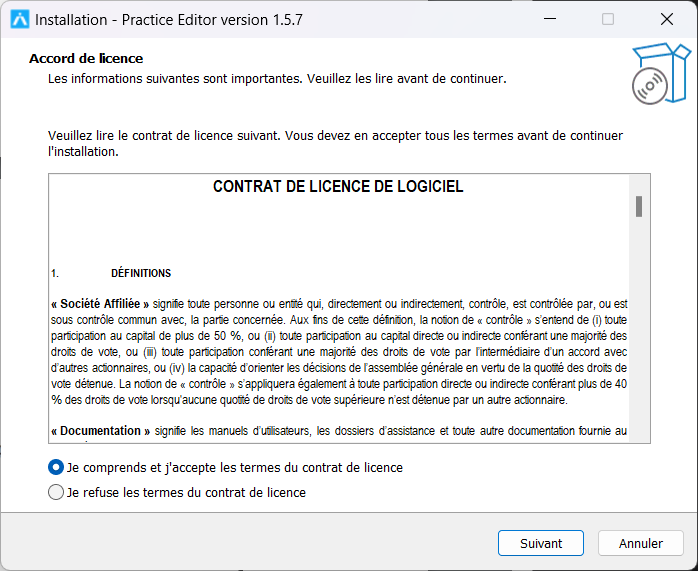 Installation - Practice Editor version 1.5.7
Accord de licence
Les informations suivantes sont importantes. Veuillez les lire avant de continuer.
Veuillez lire le contrat de licence suivant. Vous devez en accepter tous les termes avant de continuer
l'installation.
CONTRAT DE LICENCE DE LOGICIEL
1. DÉFINITIONS
« Société Affiliée » signifie toute personne ou entité qui, directement ou indirectement, contrôle, est contrôlée par, ou est
sous contrôle commun avec, la partie concernée. Aux fins de cette définition, la notion de « contrôle » s'entend de (i) toute
participation au capital de plus de 50 %, ou (ii) toute participation au capital directe ou indirecte conférant une majorité des
droits de vote, ou (iii) toute participation conférant une majorité des droits de vote par l'intermédiaire d'un accord avec
d'autres actionnaires, ou (iv) la capacité d'orienter les décisions de l'assemblée générale en vertu de la quotité des droits de
vote détenue. La notion de « contrôle » s'appliquera également à toute participation directe ou indirecte conférant plus de 40
% des droits de vote lorsqu'aucune quotité de droits de vote supérieure n'est détenue par un autre actionnaire.
« Documentation » signifie les manuels d'utilisateurs, les dossiers d'assistance et toute autre documentation fournie au
Je comprends et j'accepte les termes du contrat de licence
Je refuse les termes du contrat de licence
Suivant
Annuler